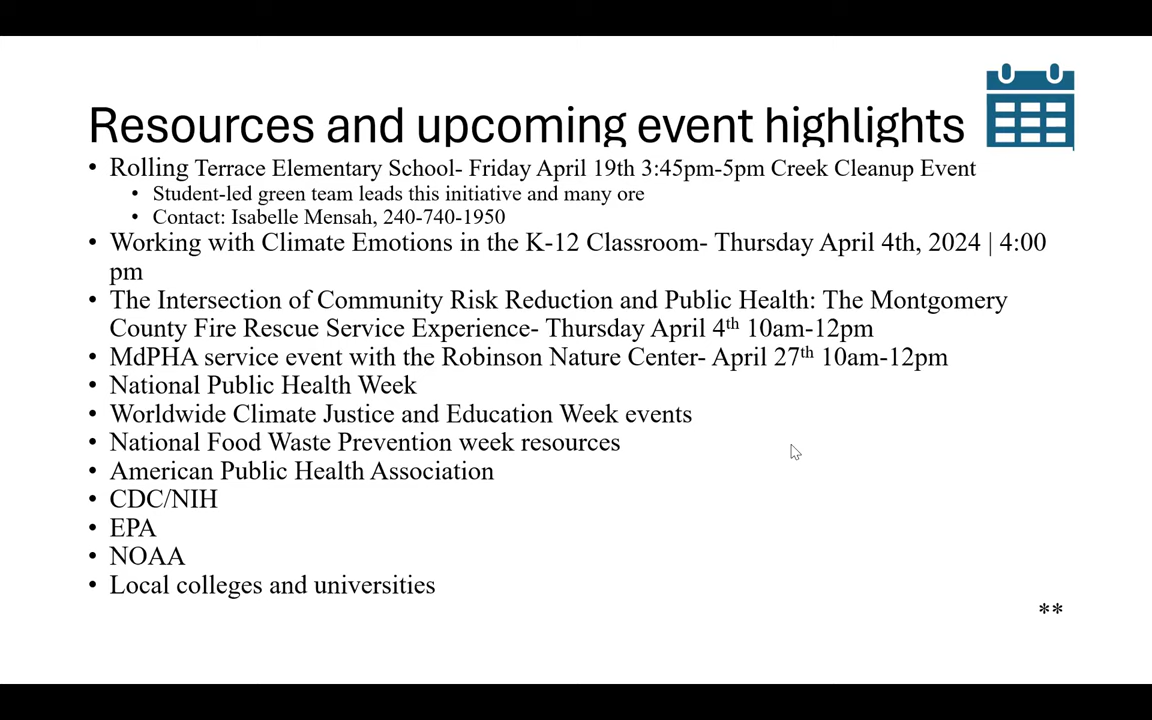 Resources and upcoming event highlights
• Rolling Terrace Elementary School- Friday April 19th 3:45pm-5pm Creek Cleanup Event
• Student-led green team leads this initiative and many ore
• Contact: Isabelle Mensah, 240-740-1950
• Working with Climate Emotions in the K-12 Classroom- Thursday April 4th, 2024 | 4:00
pm
• The Intersection of Community Risk Reduction and Public Health: The Montgomery
County Fire Rescue Service Experience- Thursday April 4th 10am-12pm
• MdPHA service event with the Robinson Nature Center- April 27th 10am-12pm
• National Public Health Week
• Worldwide Climate Justice and Education Week events
• National Food Waste Prevention week resources
• American Public Health Association
• CDC/NIH
• EPA
• NOAA
• Local colleges and universities
**